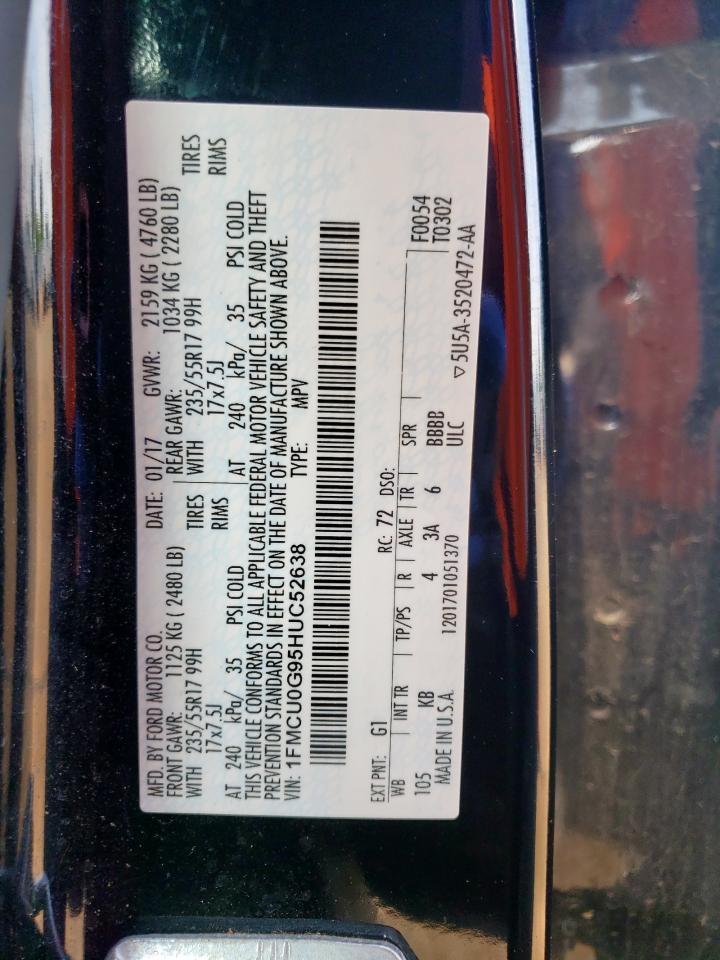 MFD. BY FORD MOTOR CO. DATE: 01/17 GVWR: 2159 KG ( 4760 LB)
FRONT GAWR: 1125 KG ( 2480 LB) REAR GAWR: 1034 KG ( 2280 LB)
WITH 235/55R17 99H TIRES WITH 235/55R17 99H TIRES
17x7.5J RIMS 17x7.5J RIMS
AT 240 kPa/ 35 PSI COLD AT 240 kPa/ 35 PSI COLD
THIS VEHICLE CONFORMS TO ALL APPLICABLE FEDERAL MOTOR VEHICLE SAFETY AND THEFT
PREVENTION STANDARDS IN EFFECT ON THE DATE OF MANUFACTURE SHOWN ABOVE.
VIN: 1FMCU0G95HUC52638 TYPE: MPV
EXT PNT: G1 RC: 72 DSO: F0054
WB INT TR TP/PS R AXLE TR SPR T0302
105 KB 4 3A 6 BBBB
MADE IN U.S.A. 1201701051370 ULC ▽5U5A-3520472-AA